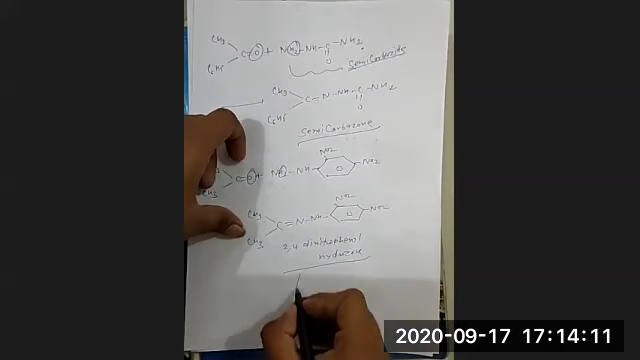 CH3
C = O + NH2 - NH - C - NH2
C2H5 O Semicarbazide
CH3
C = N - NH - C - NH2
C2H5 O
Semicarbazone
NO2
C = O + NH2 - NH - NO2
CH3
NO2
CH3
C = N - NH - NO2
CH3
2,4 dinitrophenyl
hydrazone
2020-09-17 17:14:11